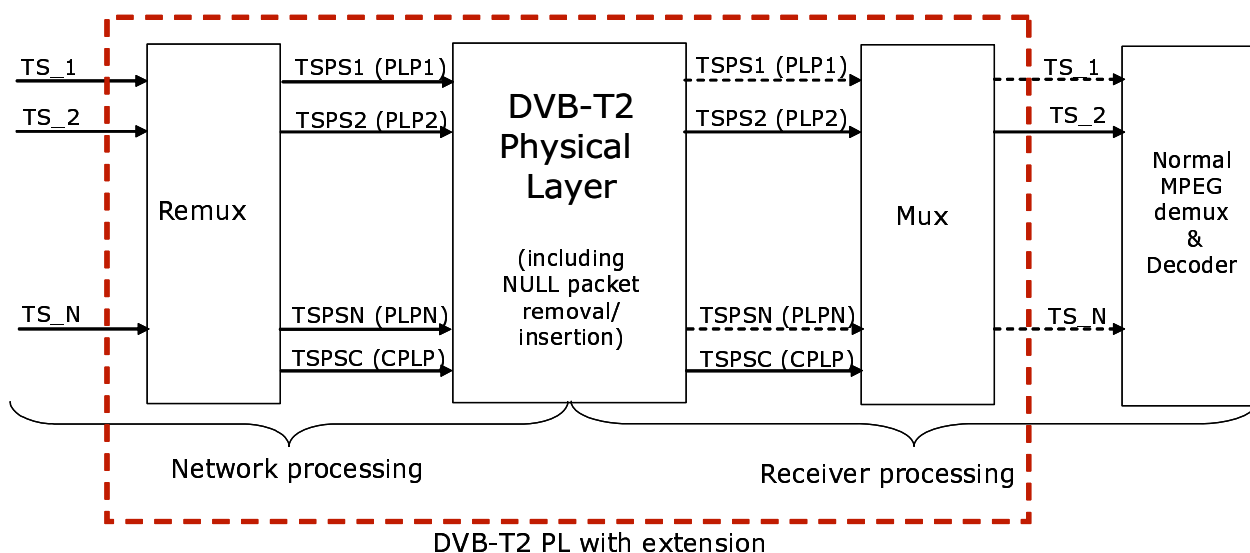 TS_1
TS_2
TS_N
Remux
TSPS1 (PLP1)
TSPS2 (PLP2)
TSPSN (PLPN)
TSPSC (CPLP)
DVB-T2
Physical
Layer
(including
NULL packet
removal/
insertion)
TSPS1 (PLP1)
TSPS2 (PLP2)
TSPSN (PLPN)
TSPSC (CPLP)
Mux
TS_1
TS_2
TS_N
Normal
MPEG
demux
&
Decoder
Network processing
Receiver processing
DVB-T2 PL with extension